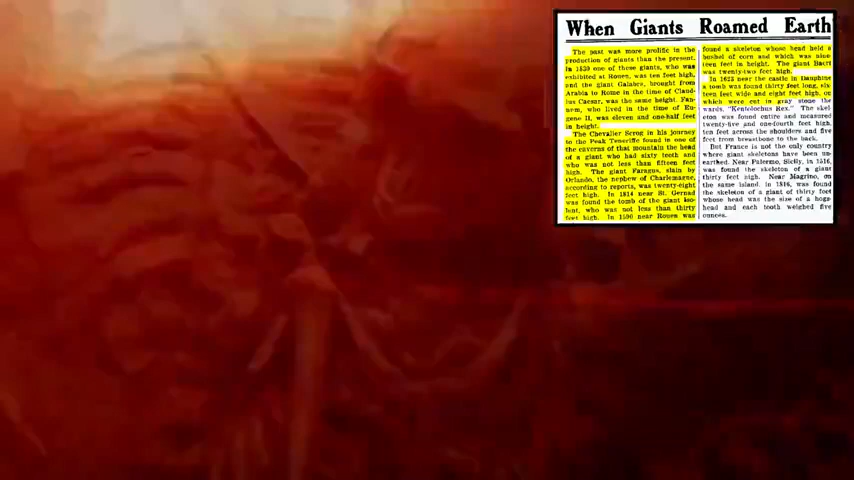 When Giants Roamed Earth
The past was more prolific in the
production of giants than the present.
In 1830 one of these giants, who was
exhibited at Rouen, was ten feet high,
and the giant Galabra, brought from
Arabia to Rome in the time of Claud-
ius Caesar, was the same height. Fan-
nam, who lived in the time of Eu-
gene II, was eleven and one-half feet
in height.
The Chevalier Scrog in his journey
to the Peak Teneriffe found in one of
the caverns of that mountain the head
of a giant who had sixty teeth and
who was not less than fifteen feet
high. The giant Faragus, slain by
Orlando, the nephew of Charlemagne,
according to reports, was twenty-eight
feet high. In 1814 near St. Gernad
was found the tomb of the giant
who was not less than thirty
feet high. In 1590 near Rouen was
found a skeleton whose head held a
bushel of corn and which was nine-
teen feet in height. The giant Bacrt
was twenty-two feet high.
In 1623 near the castle in Dauphine
a tomb was found thirty feet long, six-
teen feet wide and eight feet high, on
which were cut in gray stone the
words, "Kentolochus Rex." The skel-
eton was found entire and measured
twenty-five and one-fourth feet high,
ten feet across the shoulders and five
feet from breastbone to the back.
But France is not the only country
where giant skeletons have been un-
earthed. Near Palermo, Sicily, in 1516,
was found the skeleton of a giant
thirty feet high. Near Magrino, on
the same island, in 1816, was found
the skeleton of a giant of thirty feet
whose head was the size of a hogs-
head and each tooth weighed five
ounces.